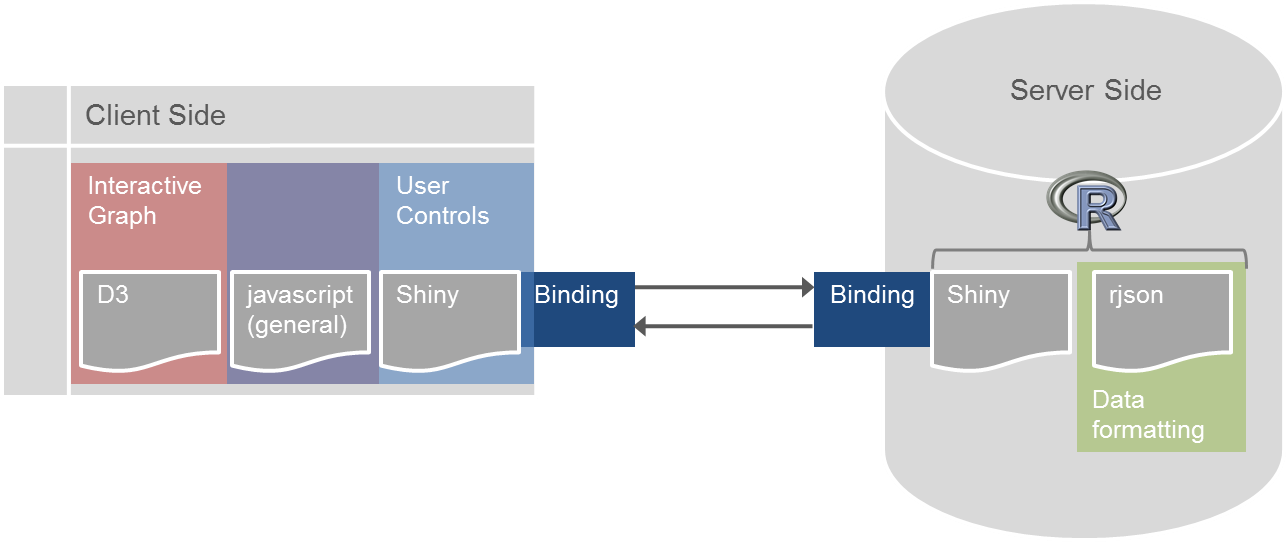 Client Side
Interactive
Graph
User
Controls
D3
javascript
(general)
Shiny
Binding
Server Side
R
Binding
Shiny
rjson
Data
formatting